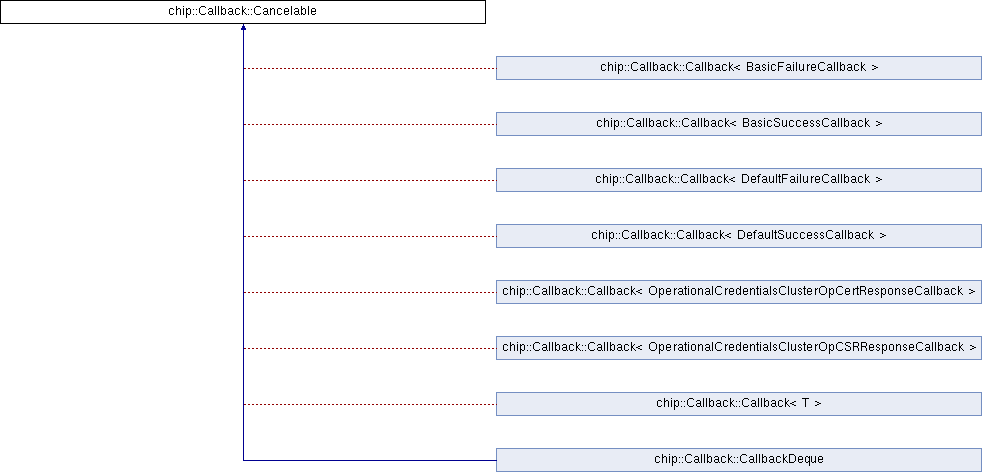 chip::Callback::Cancelable
chip::Callback::Callback< BasicFailureCallback >
chip::Callback::Callback< BasicSuccessCallback >
chip::Callback::Callback< DefaultFailureCallback >
chip::Callback::Callback< DefaultSuccessCallback >
chip::Callback::Callback< OperationalCredentialsClusterOpCertResponseCallback >
chip::Callback::Callback< OperationalCredentialsClusterOpCSRResponseCallback >
chip::Callback::Callback< T >
chip::Callback::CallbackDeque